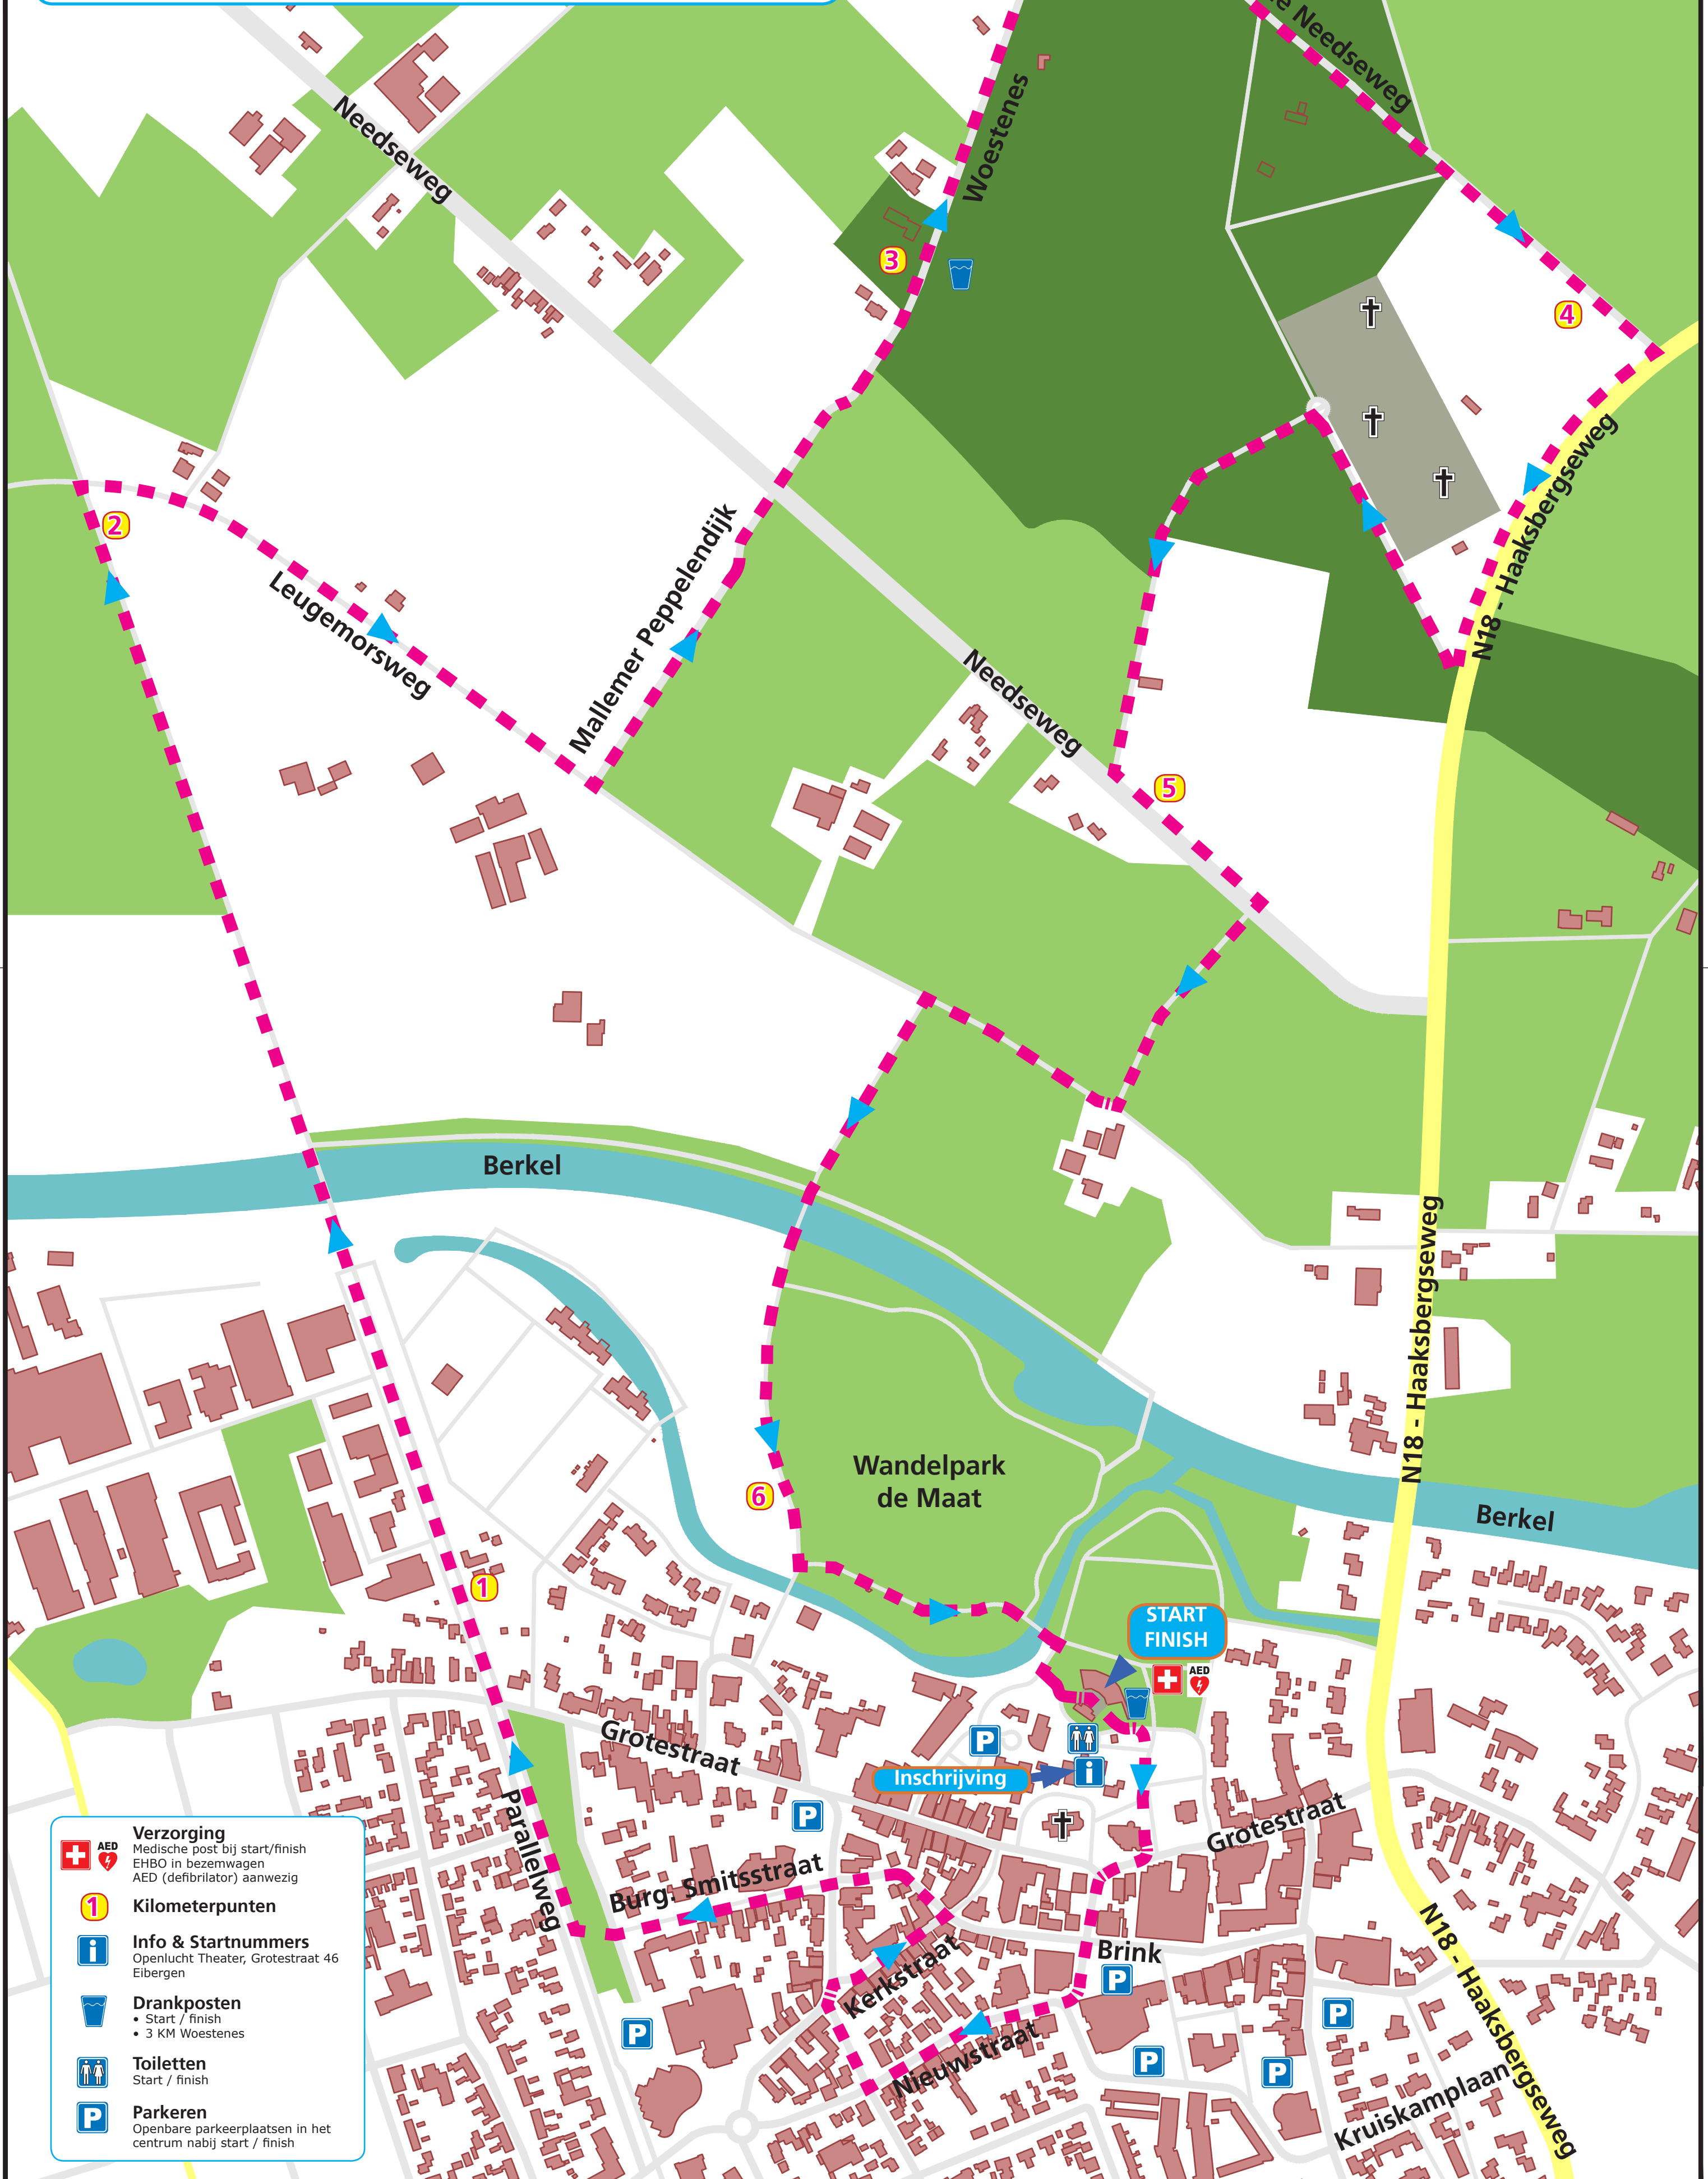 e Needseweg
Needseweg
Woestenes
3
4
N18 - Haaksbergseweg
2
Leugemorsweg
Mallemer Peppelendijk
Needseweg
5
Berkel
N18 - Haaksbergseweg
Wandelpark
de Maat
6
Berkel
1
START
FINISH
AED
Grotestraat
P
i
Inschrijving
P
Grotestraat
Parallelweg
Burg. Smitsstraat
Kerkstraat
Brink
P
Nieuwstraat
P
P
P
P
N18 - Haaksbergseweg
Kruiskamplaan
AED
Verzorging
Medische post bij start/finish
EHBO in bezemwagen
AED (defibrilator) aanwezig
1
Kilometerpunten
i
Info & Startnummers
Openlucht Theater, Grotestraat 46
Eibergen
Drankposten
• Start / finish
• 3 KM Woestenes
Toiletten
Start / finish
P
Parkeren
Openbare parkeerplaatsen in het
centrum nabij start / finish